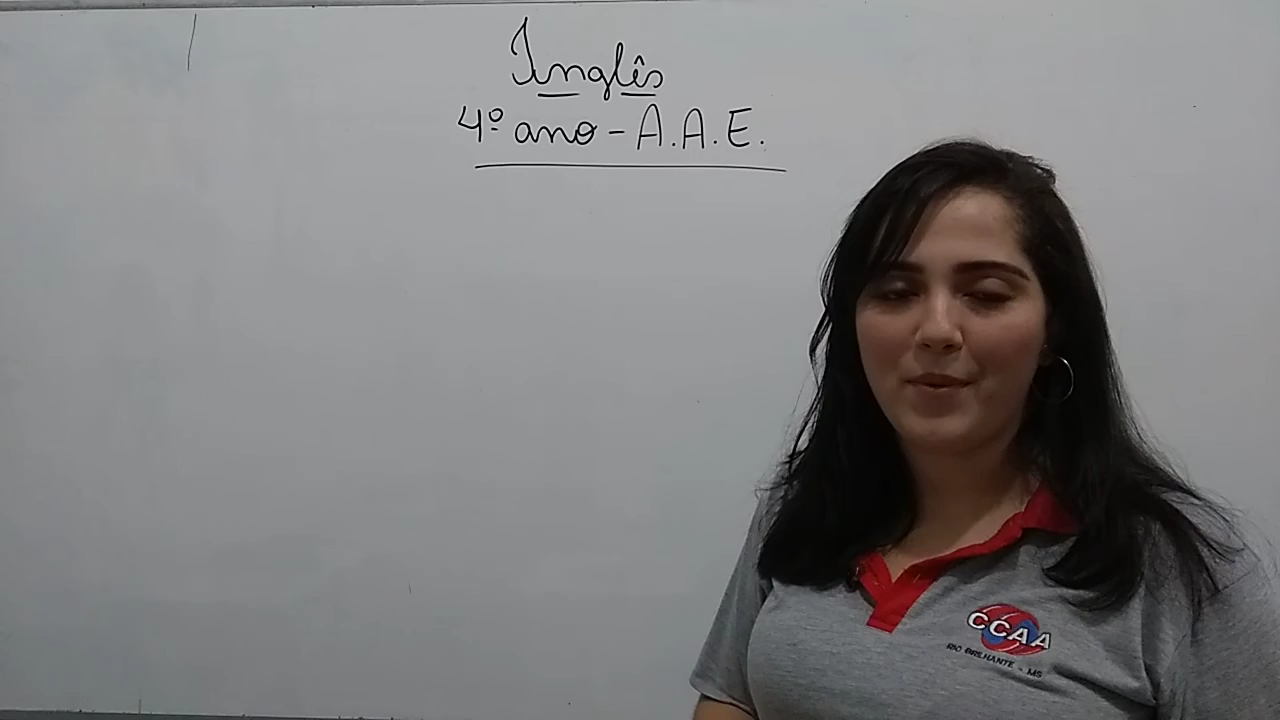 Inglês
4º ano - A.A.E.
CCAA
RIO BRILHANTE - MS